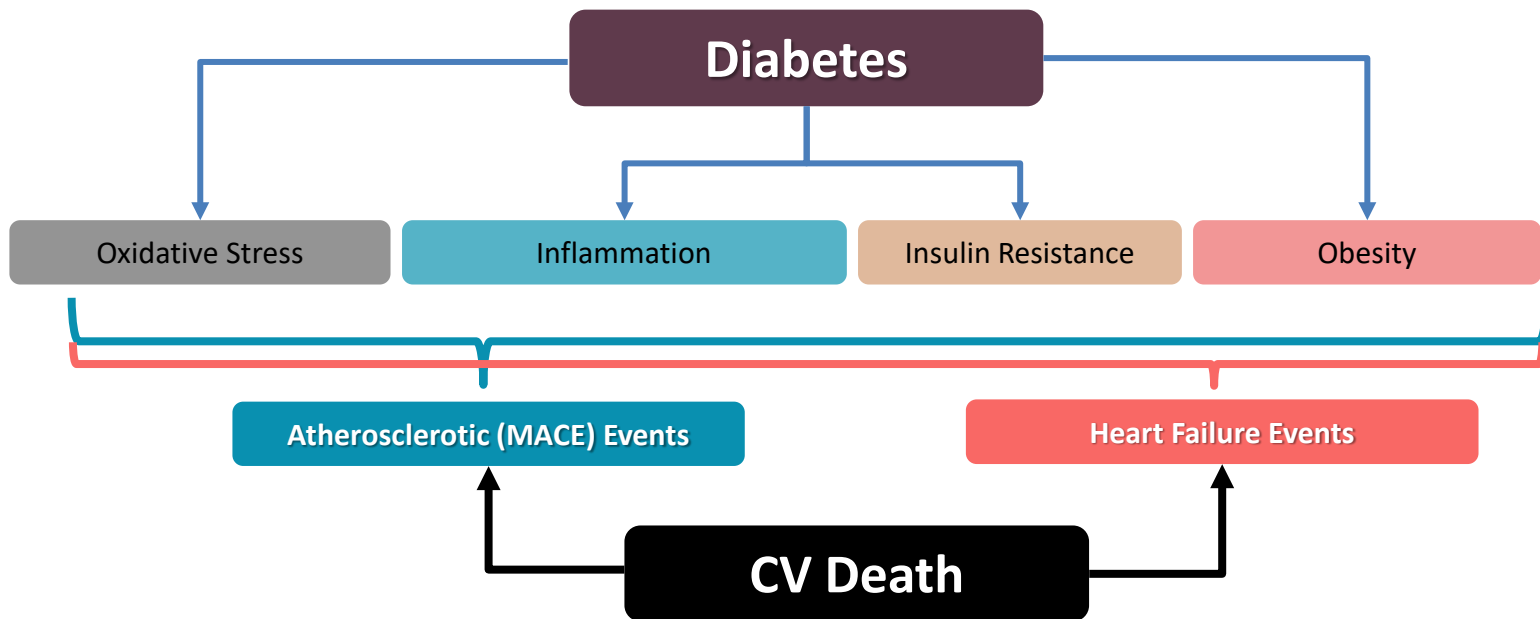 Diabetes
Oxidative Stress
Inflammation
Insulin Resistance
Obesity
Atherosclerotic (MACE) Events
Heart Failure Events
CV Death